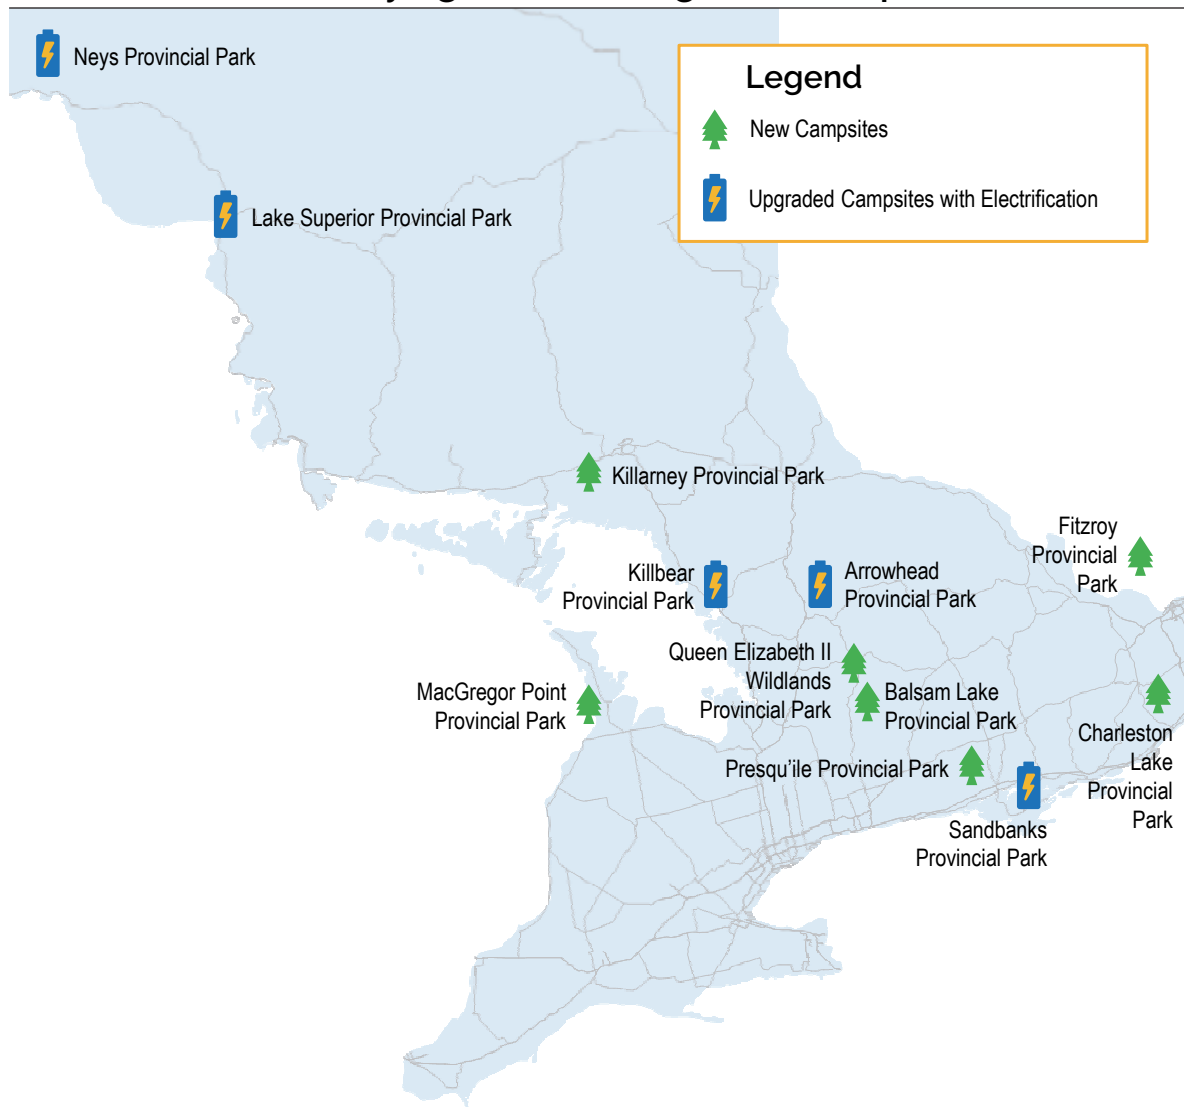 Neys Provincial Park
Legend
New Campsites
Upgraded Campsites with Electrification
Lake Superior Provincial Park
Killarney Provincial Park
Fitzroy
Provincial
Park
Killbear
Provincial Park
Arrowhead
Provincial Park
Queen Elizabeth II
Wildlands
Provincial Park
MacGregor Point
Provincial Park
Balsam Lake
Provincial Park
Charleston
Lake
Provincial
Park
Presqu’ile Provincial Park
Sandbanks
Provincial Park